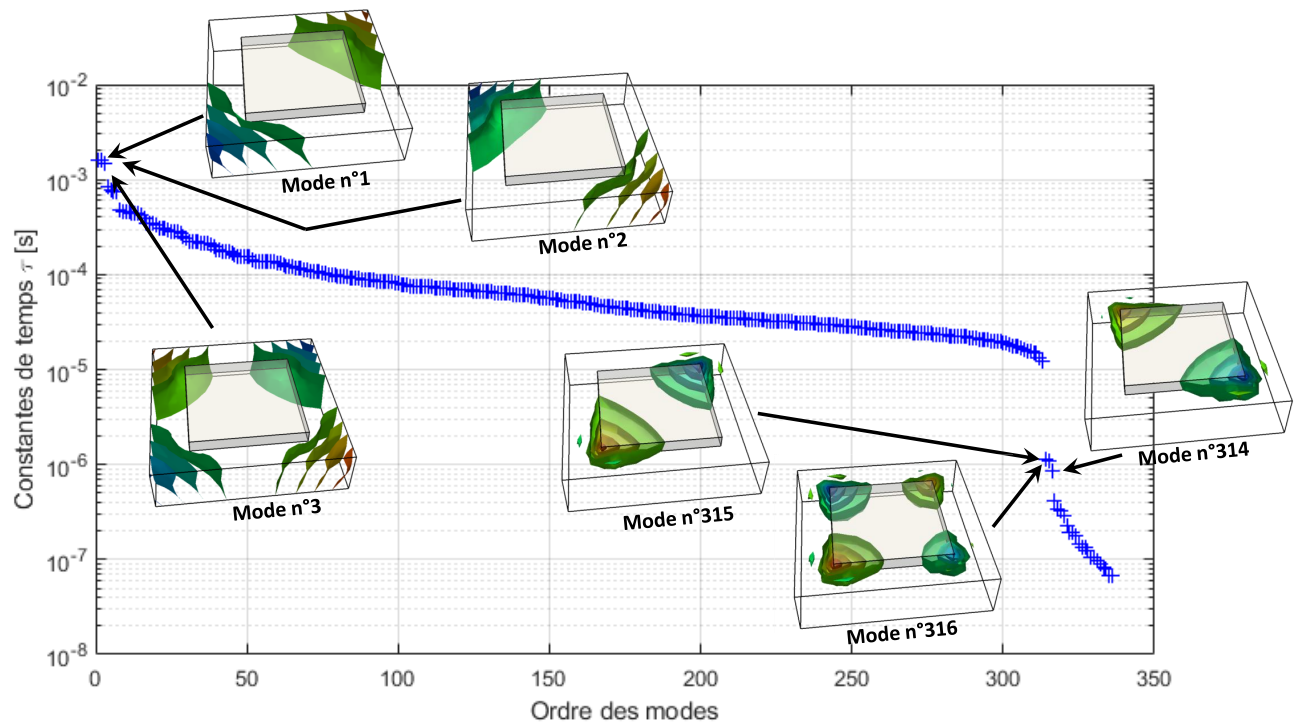 Mode n°1
Mode n°2
Mode n°3
Mode n°315
Mode n°316
Mode n°314
Constantes de temps τ [s]
10⁻²
10⁻³
10⁻⁴
10⁻⁵
10⁻⁶
10⁻⁷
10⁻⁸
0 50 100 150 200 250 300 350
Ordre des modes